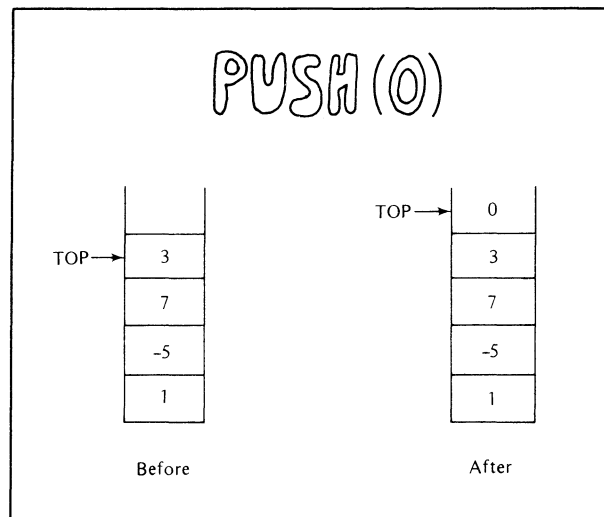 PUSH(0)
TOP 0
TOP 3 3
7 7
-5 -5
1 1
Before After